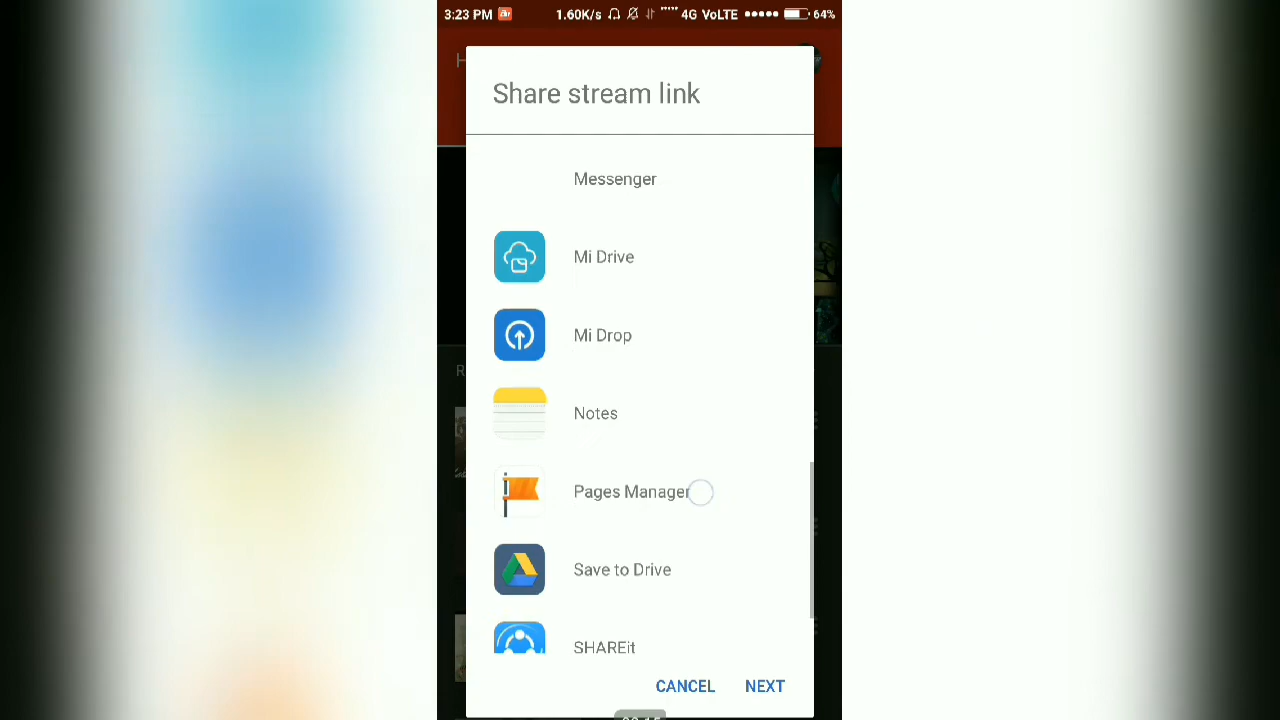 3:23 PM 1.60K/s 4G VoLTE 64%
Share stream link
Messenger
Mi Drive
Mi Drop
Notes
Pages Manager
Save to Drive
SHAREit
CANCEL NEXT